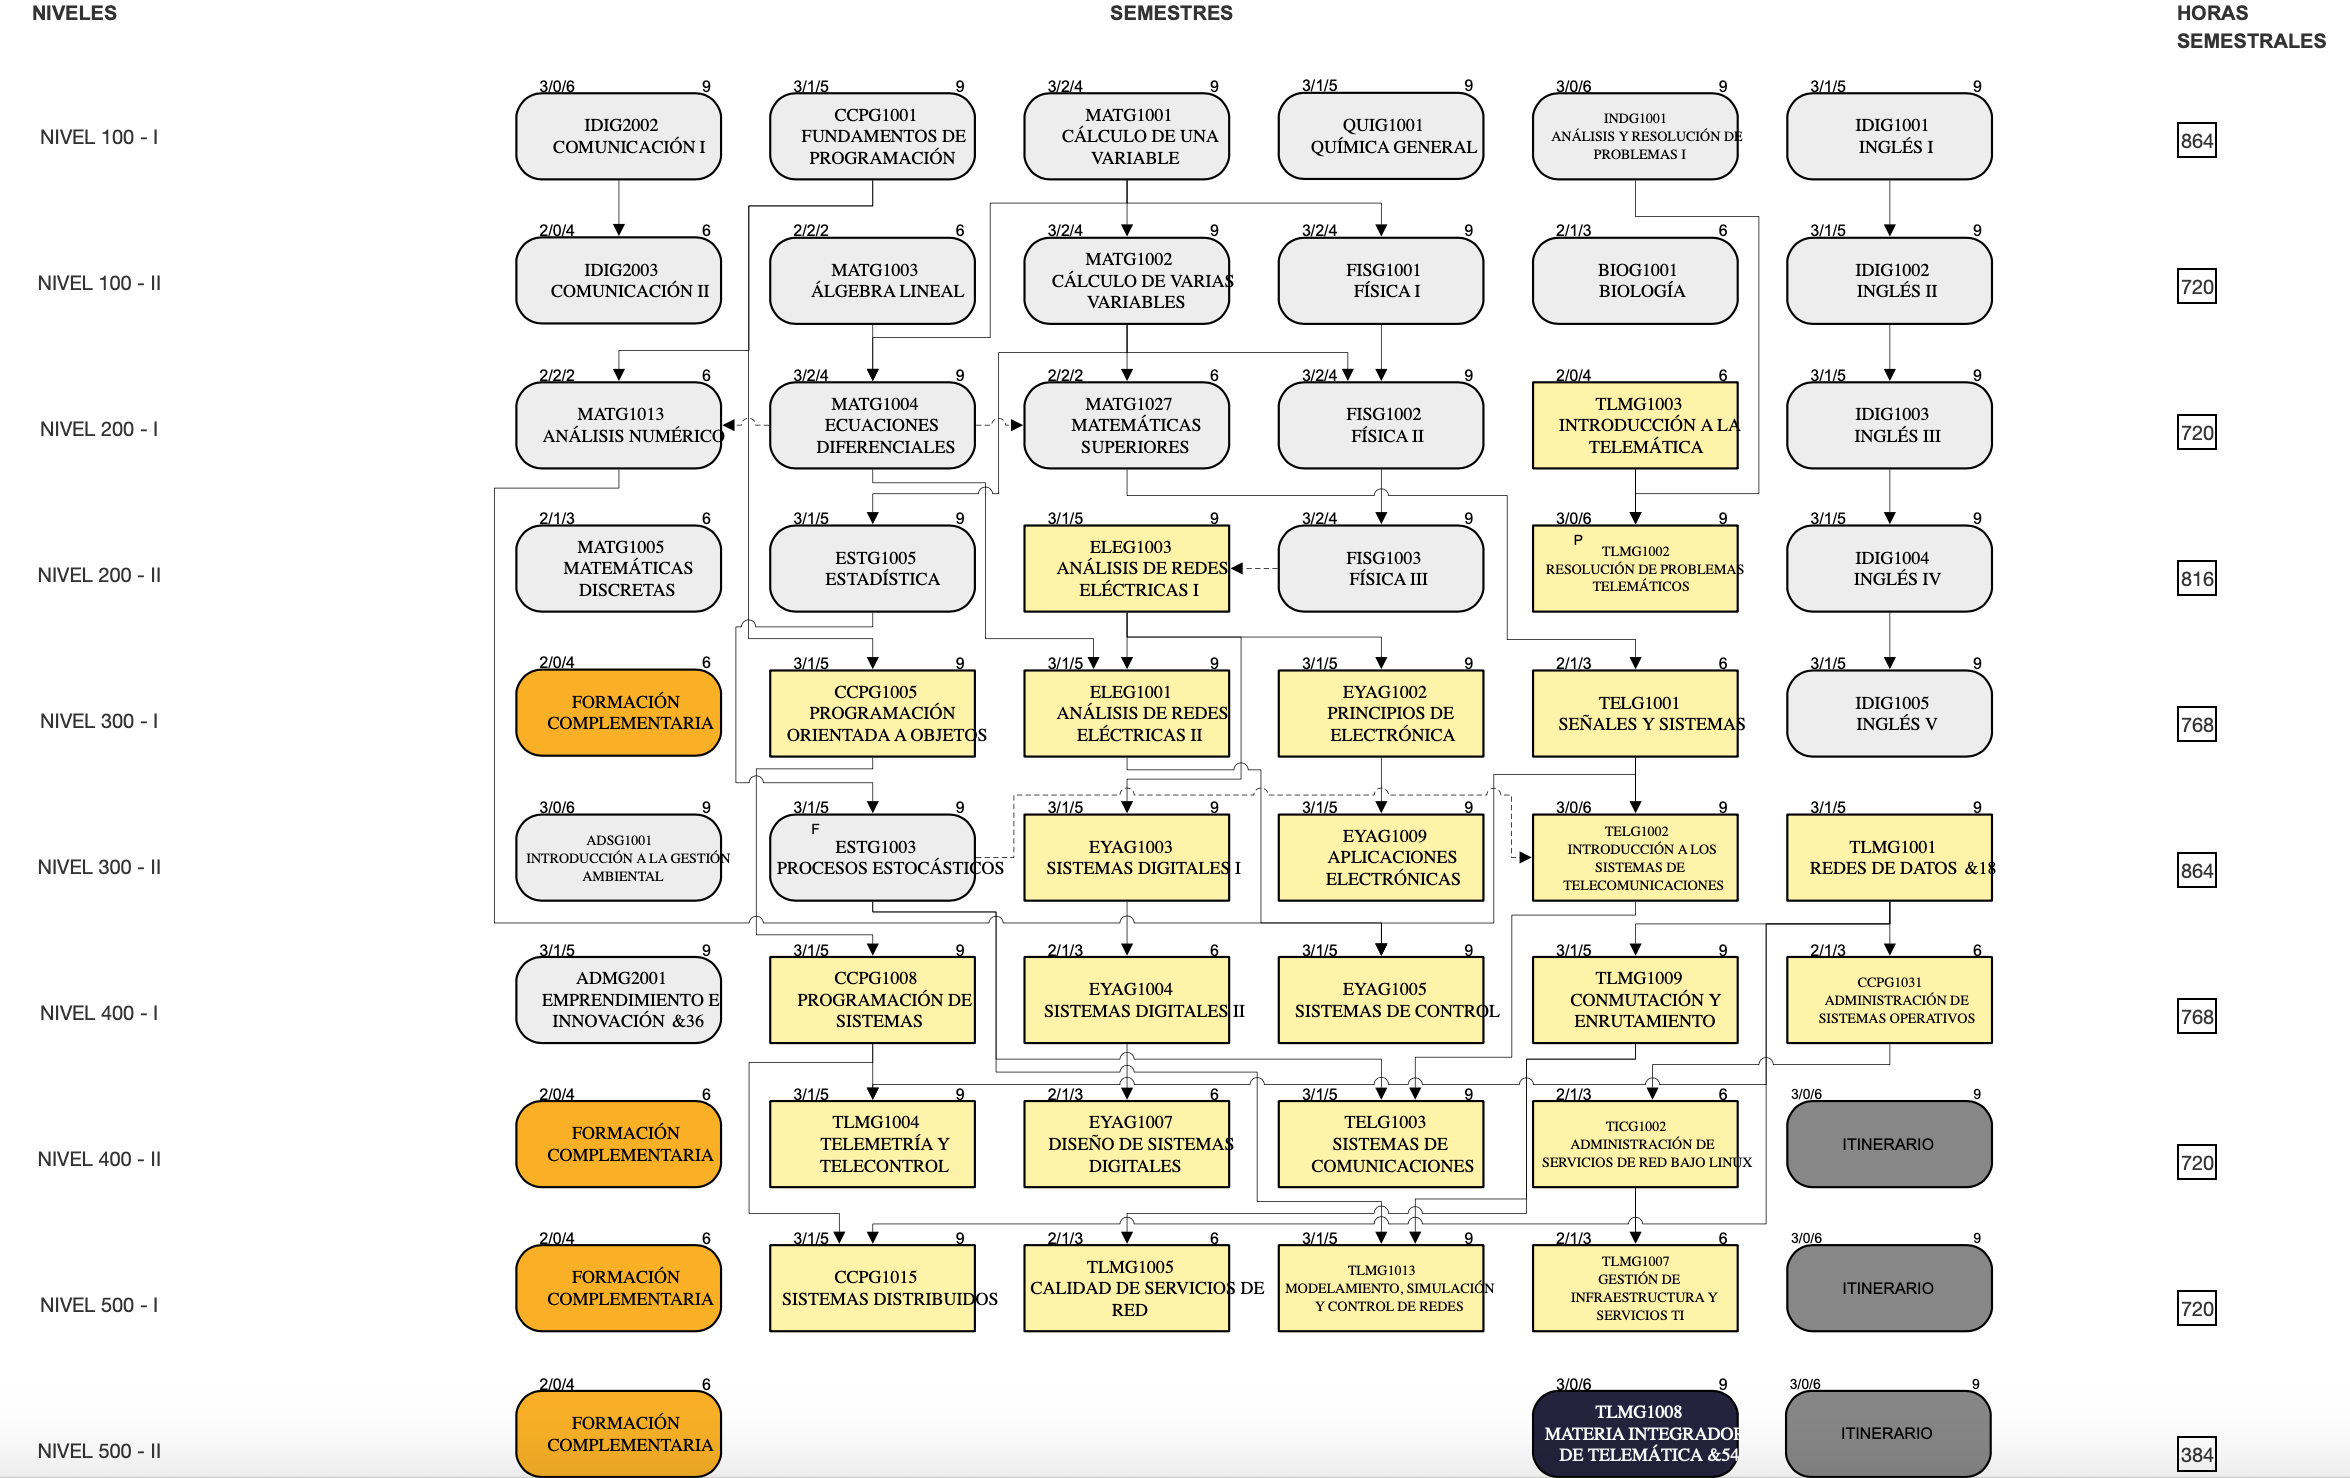 NIVELES
SEMESTRES
HORAS
SEMESTRALES
NIVEL 100 - I
3/0/6 9
IDIG2002
COMUNICACIÓN I
3/1/5 9
CCPG1001
FUNDAMENTOS DE
PROGRAMACIÓN
3/2/4 9
MATG1001
CÁLCULO DE UNA
VARIABLE
3/1/5 9
QUIG1001
QUÍMICA GENERAL
3/0/6 9
INDG1001
ANÁLISIS Y RESOLUCIÓN DE
PROBLEMAS I
3/1/5 9
IDIG1001
INGLÉS I
864
NIVEL 100 - II
2/0/4 6
IDIG2003
COMUNICACIÓN II
2/2/2 6
MATG1003
ÁLGEBRA LINEAL
3/2/4 9
MATG1002
CÁLCULO DE VARIAS
VARIABLES
3/2/4 9
FISG1001
FÍSICA I
2/1/3 6
BIOG1001
BIOLOGÍA
3/1/5 9
IDIG1002
INGLÉS II
720
NIVEL 200 - I
2/2/2 6
MATG1013
ANÁLISIS NUMÉRICO
3/2/4 9
MATG1004
ECUACIONES
DIFERENCIALES
2/2/2 6
MATG1027
MATEMÁTICAS
SUPERIORES
3/2/4 9
FISG1002
FÍSICA II
2/0/4 6
TLMG1003
INTRODUCCIÓN A LA
TELEMÁTICA
3/1/5 9
IDIG1003
INGLÉS III
720
NIVEL 200 - II
2/1/3 6
MATG1005
MATEMÁTICAS
DISCRETAS
3/1/5 9
ESTG1005
ESTADÍSTICA
3/1/5 9
ELEG1003
ANÁLISIS DE REDES
ELÉCTRICAS I
3/2/4 9
FISG1003
FÍSICA III
3/0/6 9
P
TLMG1002
RESOLUCIÓN DE PROBLEMAS
TELEMÁTICOS
3/1/5 9
IDIG1004
INGLÉS IV
816
NIVEL 300 - I
2/0/4 6
FORMACIÓN
COMPLEMENTARIA
3/1/5 9
CCPG1005
PROGRAMACIÓN
ORIENTADA A OBJETOS
3/1/5 9
ELEG1001
ANÁLISIS DE REDES
ELÉCTRICAS II
3/1/5 9
EYAG1002
PRINCIPIOS DE
ELECTRÓNICA
2/1/3 6
TELG1001
SEÑALES Y SISTEMAS
3/1/5 9
IDIG1005
INGLÉS V
768
NIVEL 300 - II
3/0/6 9
ADSG1001
INTRODUCCIÓN A LA GESTIÓN
AMBIENTAL
3/1/5 9
F
ESTG1003
PROCESOS ESTOCÁSTICOS
3/1/5 9
EYAG1003
SISTEMAS DIGITALES I
3/1/5 9
EYAG1009
APLICACIONES
ELECTRÓNICAS
3/0/6 9
TELG1002
INTRODUCCIÓN A LOS
SISTEMAS DE
TELECOMUNICACIONES
3/1/5 9
TLMG1001
REDES DE DATOS &18
864
NIVEL 400 - I
3/1/5 9
ADMG2001
EMPRENDIMIENTO E
INNOVACIÓN &36
3/1/5 9
CCPG1008
PROGRAMACIÓN DE
SISTEMAS
2/1/3 6
EYAG1004
SISTEMAS DIGITALES II
3/1/5 9
EYAG1005
SISTEMAS DE CONTROL
3/1/5 9
TLMG1009
CONMUTACIÓN Y
ENRUTAMIENTO
2/1/3 6
CCPG1031
ADMINISTRACIÓN DE
SISTEMAS OPERATIVOS
768
NIVEL 400 - II
2/0/4 6
FORMACIÓN
COMPLEMENTARIA
3/1/5 9
TLMG1004
TELEMETRÍA Y
TELECONTROL
2/1/3 6
EYAG1007
DISEÑO DE SISTEMAS
DIGITALES
3/1/5 9
TELG1003
SISTEMAS DE
COMUNICACIONES
2/1/3 6
TICG1002
ADMINISTRACIÓN DE
SERVICIOS DE RED BAJO LINUX
3/0/6 9
ITINERARIO
720
NIVEL 500 - I
2/0/4 6
FORMACIÓN
COMPLEMENTARIA
3/1/5 9
CCPG1015
SISTEMAS DISTRIBUIDOS
2/1/3 6
TLMG1005
CALIDAD DE SERVICIOS DE
RED
3/1/5 9
TLMG1013
MODELAMIENTO, SIMULACIÓN
Y CONTROL DE REDES
2/1/3 6
TLMG1007
GESTIÓN DE
INFRAESTRUCTURA Y
SERVICIOS TI
3/0/6 9
ITINERARIO
720
NIVEL 500 - II
2/0/4 6
FORMACIÓN
COMPLEMENTARIA
3/0/6 9
TLMG1008
MATERIA INTEGRADOR
DE TELEMÁTICA &54
3/0/6 9
ITINERARIO
384